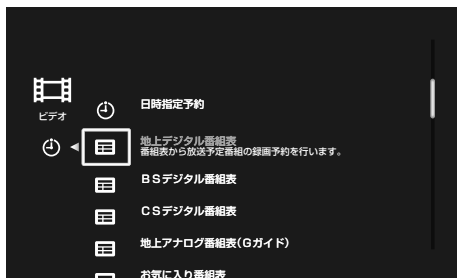 日時指定予約
ビデオ
地上デジタル番組表
番組表から放送予定番組の録画予約を行います。
BSデジタル番組表
CSデジタル番組表
地上アナログ番組表(Gガイド)
お気に入り番組表